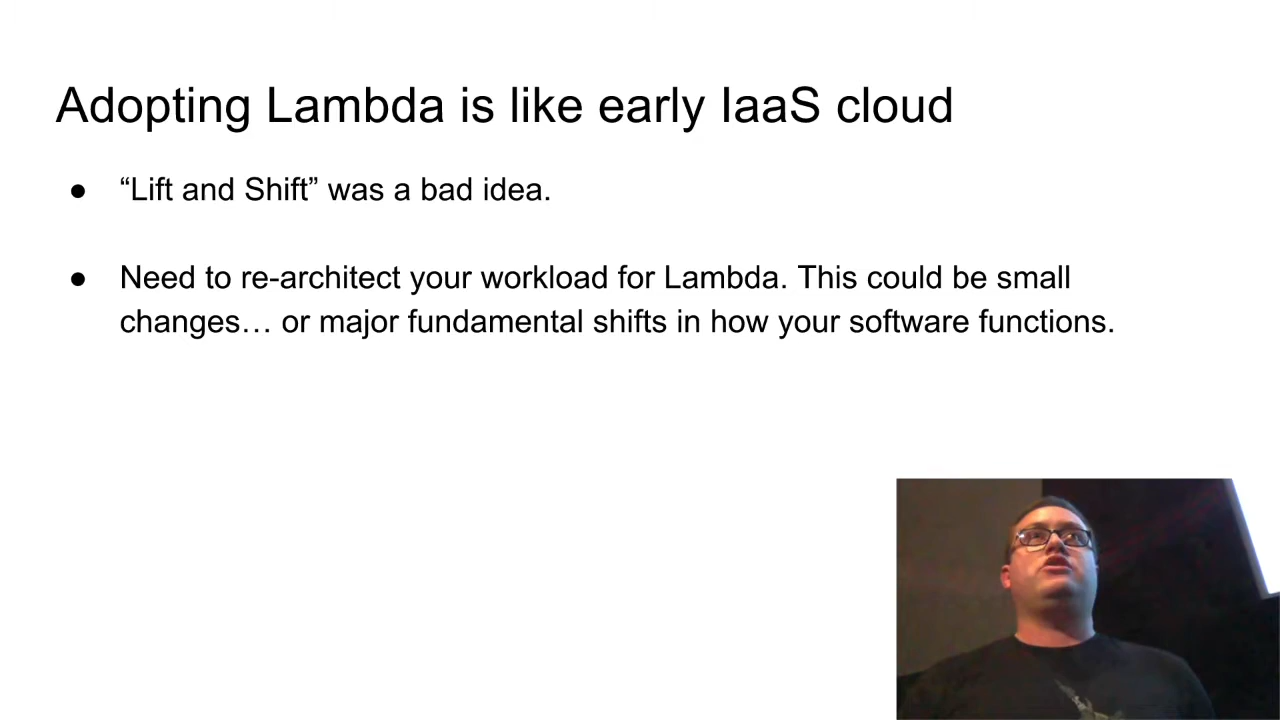 Adopting Lambda is like early IaaS cloud
● “Lift and Shift” was a bad idea.
● Need to re-architect your workload for Lambda. This could be small
changes… or major fundamental shifts in how your software functions.